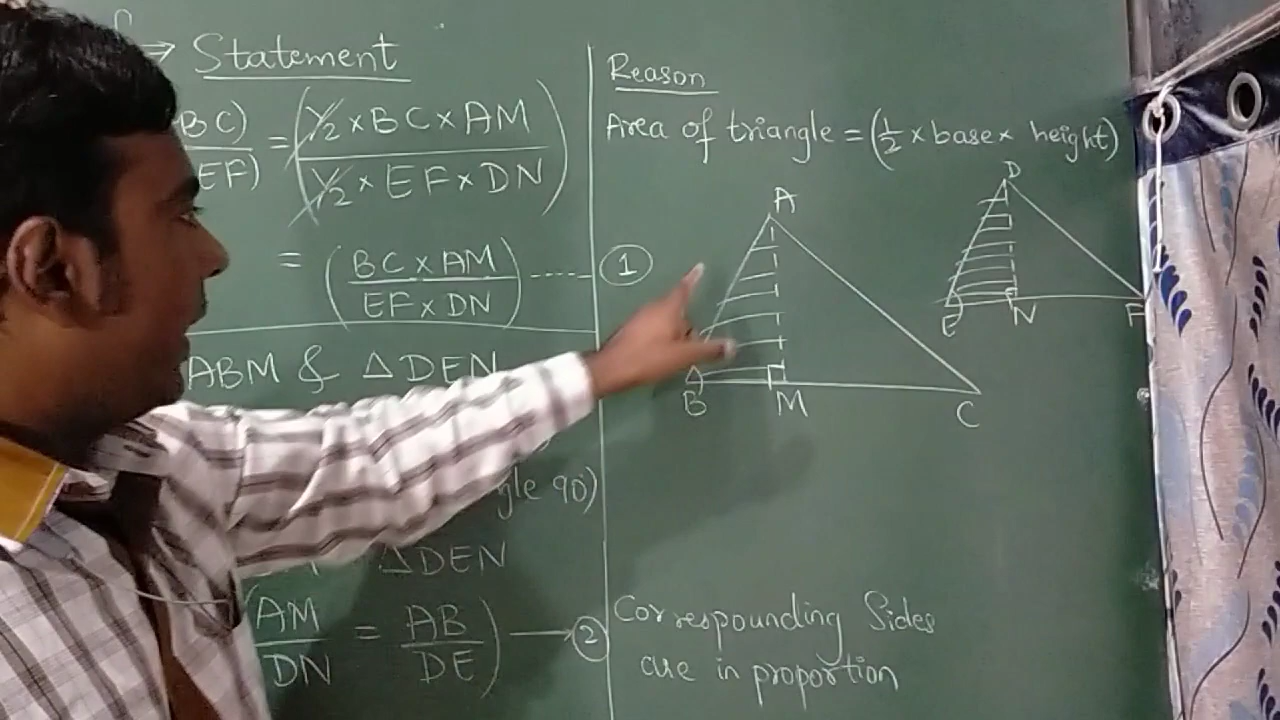 → Statement
BC)
EF) = (1/2 × BC × AM / 1/2 × EF × DN)
= (BC × AM / EF × DN) ------ ①
ABM & △DEN
gle 90°)
△DEN
(AM / DN = AB / DE) → ②
Reason
Area of triangle = (1/2 × base × height)
A
B
M
C
D
E
N
F
Corresponding Sides
are in proportion